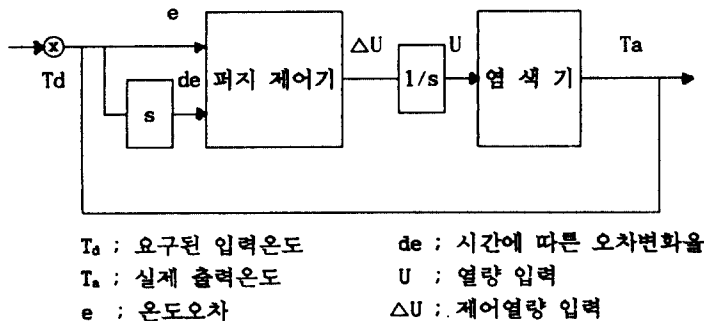 e
Td
de
s
퍼지 제어기
△U
1/s
U
염 색 기
Ta
Td ; 요구된 입력온도
de ; 시간에 따른 오차변화율
Ta ; 실제 출력온도
U ; 열량 입력
e ; 온도오차
△U ; 제어열량 입력